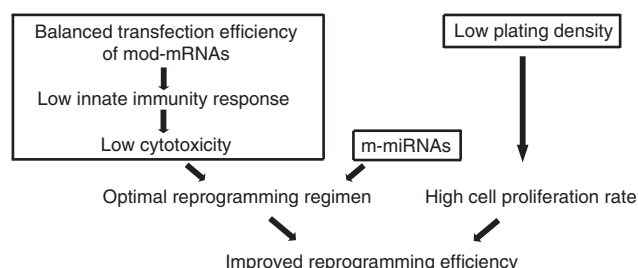 Balanced transfection efficiency
of mod-mRNAs
Low innate immunity response
Low cytotoxicity
m-miRNAs
Low plating density
Optimal reprogramming regimen
High cell proliferation rate
Improved reprogramming efficiency